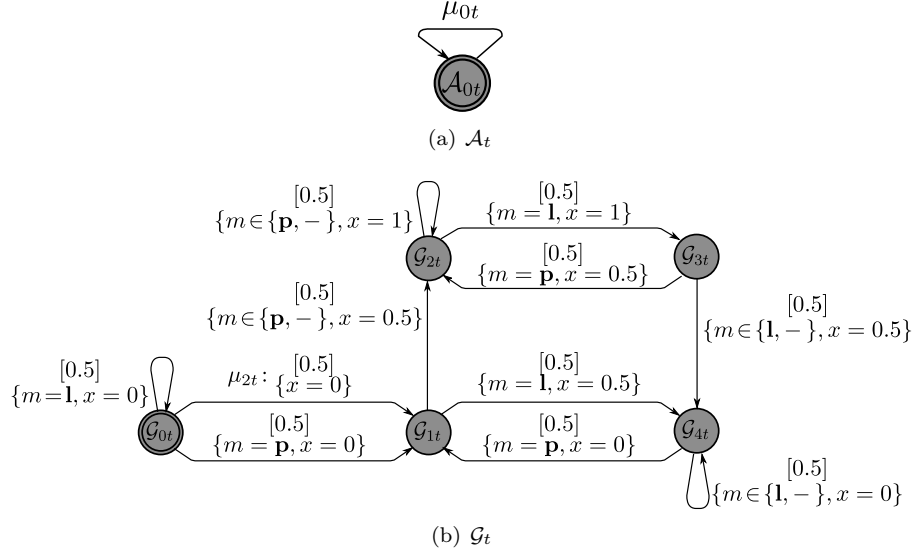 μ₀ₜ
𝒜₀ₜ
(a) 𝒜ₜ
[0.5]
{m∈{𝐩,−}, x = 1}
[0.5]
{m = 𝐥, x = 1}
𝒢₂ₜ
𝒢₃ₜ
[0.5]
{m = 𝐩, x = 0.5}
[0.5]
{m∈{𝐩,−}, x = 0.5}
[0.5]
{m∈{𝐥,−}, x = 0.5}
[0.5]
{m=𝐥, x = 0}
μ₂ₜ: [0.5]
{x = 0}
[0.5]
{m = 𝐥, x = 0.5}
𝒢₀ₜ
𝒢₁ₜ
𝒢₄ₜ
[0.5]
{m = 𝐩, x = 0}
[0.5]
{m = 𝐩, x = 0}
[0.5]
{m∈{𝐥,−}, x = 0}
(b) 𝒢ₜ